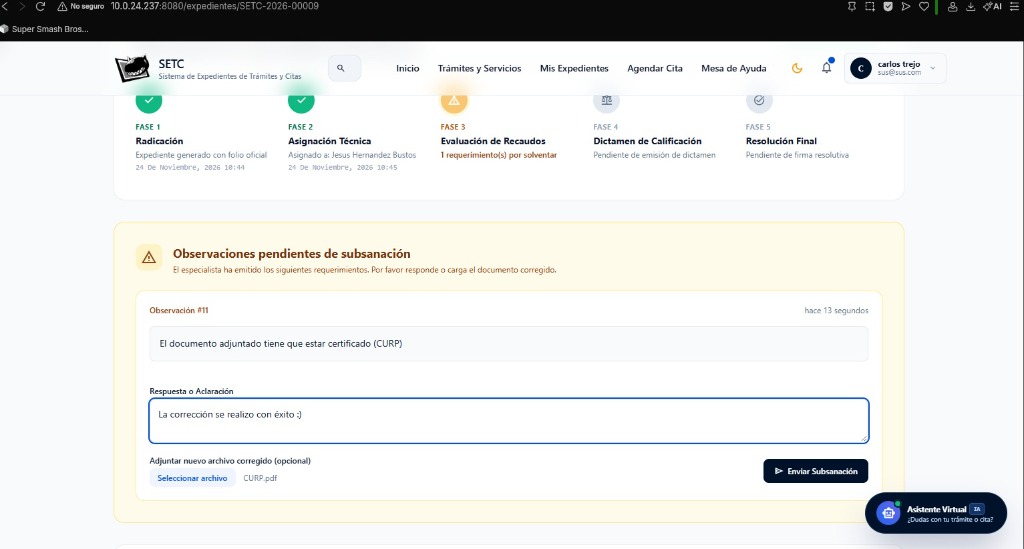 No seguro 10.0.24.237:8080/expedientes/SETC-2026-00009
AI
Super Smash Bros...
SETC
Sistema de Expedientes de Trámites y Citas
Inicio Trámites y Servicios Mis Expedientes Agendar Cita Mesa de Ayuda
C carlos trejo
sus@sus.com
FASE 1 FASE 2 FASE 3 FASE 4 FASE 5
Radicación Asignación Técnica Evaluación de Recaudos Dictamen de Calificación Resolución Final
Expediente generado con folio oficial Asignado a: Jesus Hernandez Bustos 1 requerimiento(s) por solventar Pendiente de emisión de dictamen Pendiente de firma resolutiva
24 De Noviembre, 2026 10:44 24 De Noviembre, 2026 10:45
Observaciones pendientes de subsanación
El especialista ha emitido los siguientes requerimientos. Por favor responde o carga el documento corregido.
Observación #11 hace 13 segundos
El documento adjuntado tiene que estar certificado (CURP)
Respuesta o Aclaración
La corrección se realizo con éxito :)
Adjuntar nuevo archivo corregido (opcional)
Seleccionar archivo CURP.pdf
Enviar Subsanación
Asistente Virtual IA
¿Dudas con tu trámite o cita?